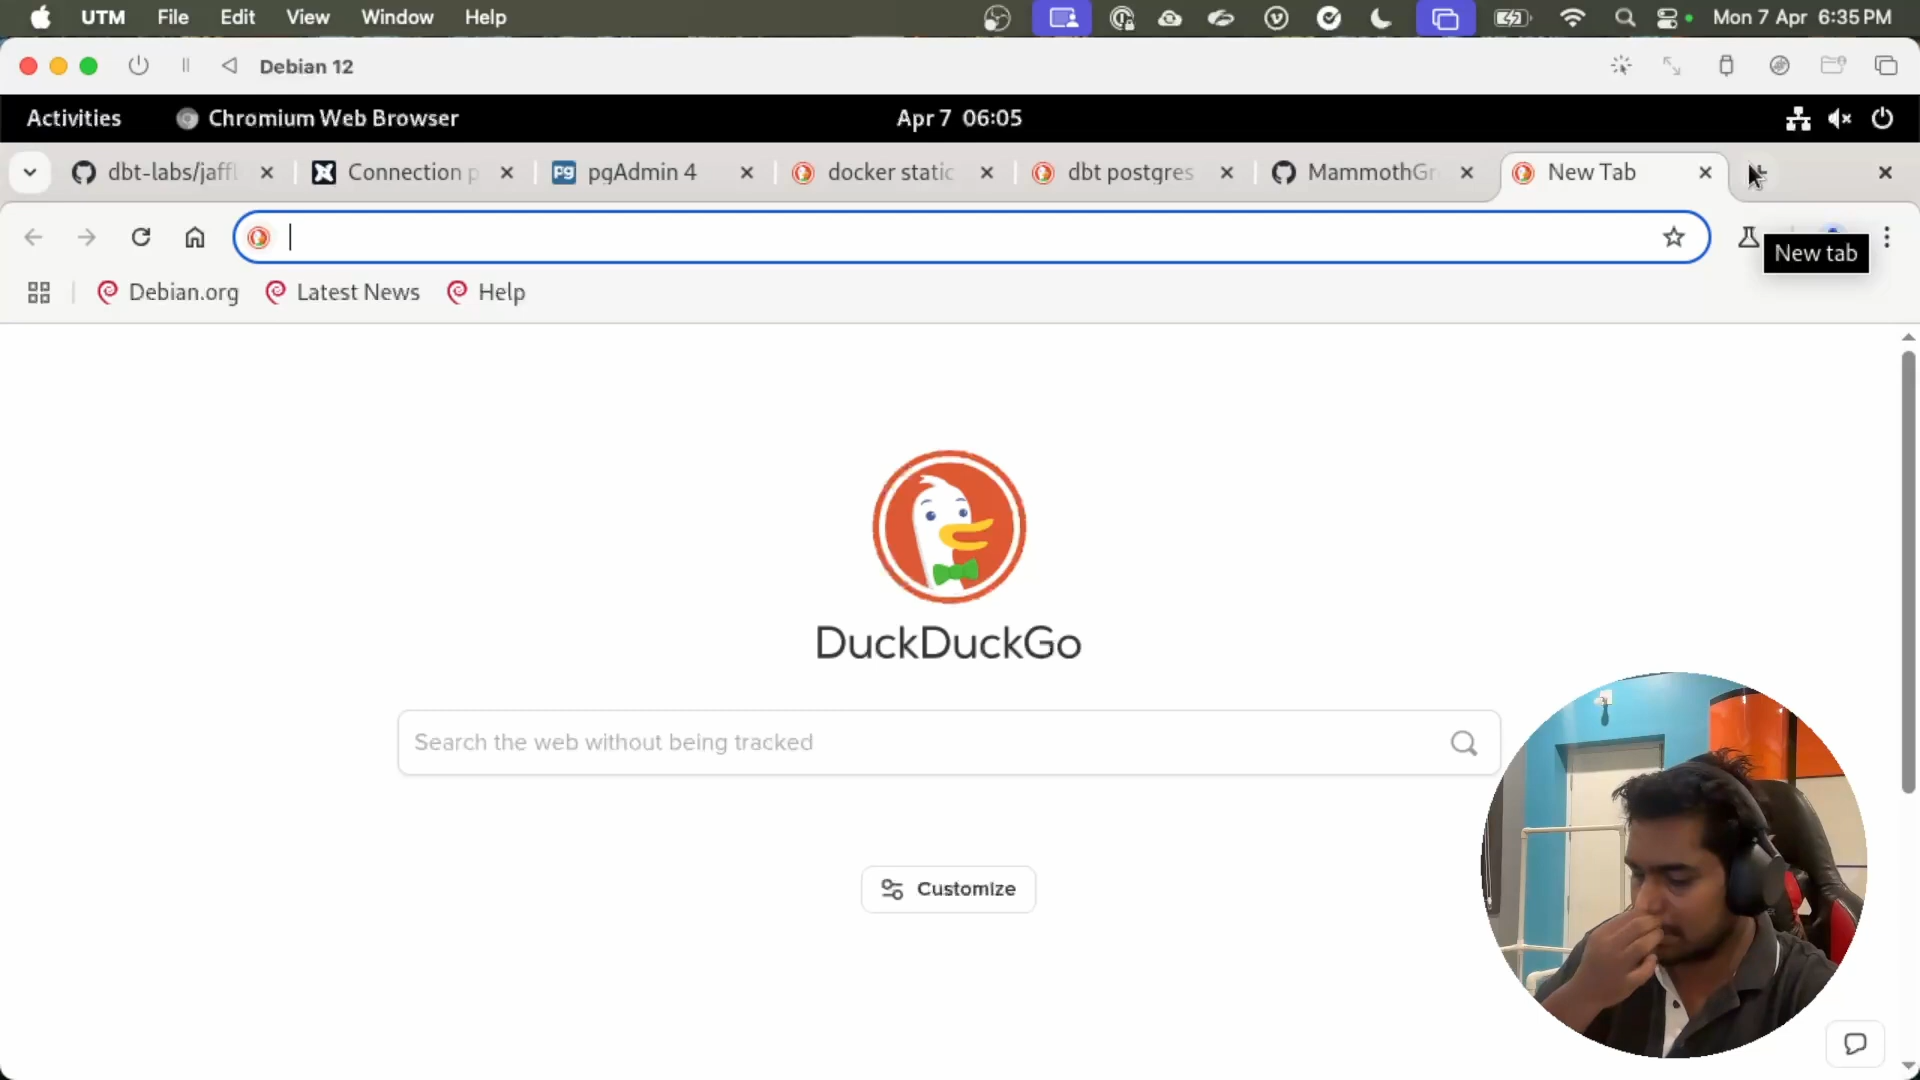 UTM File Edit View Window Help Mon 7 Apr 6:35 PM
Debian 12
Activities Chromium Web Browser Apr 7 06:05
dbt-labs/jaffl Connection p pgAdmin 4 docker static dbt postgres MammothGr New Tab
New tab
Debian.org Latest News Help
DuckDuckGo
Search the web without being tracked
Customize